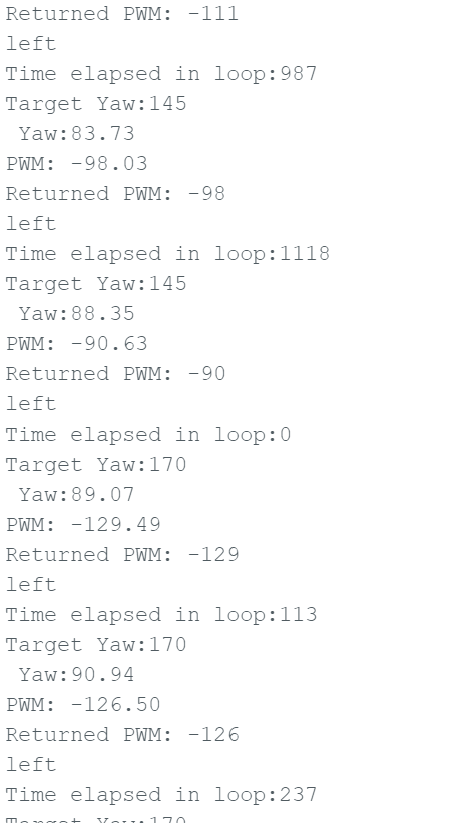 Returned PWM: -111
left
Time elapsed in loop:987
Target Yaw:145
 Yaw:83.73
PWM: -98.03
Returned PWM: -98
left
Time elapsed in loop:1118
Target Yaw:145
 Yaw:88.35
PWM: -90.63
Returned PWM: -90
left
Time elapsed in loop:0
Target Yaw:170
 Yaw:89.07
PWM: -129.49
Returned PWM: -129
left
Time elapsed in loop:113
Target Yaw:170
 Yaw:90.94
PWM: -126.50
Returned PWM: -126
left
Time elapsed in loop:237
Target Yaw:170